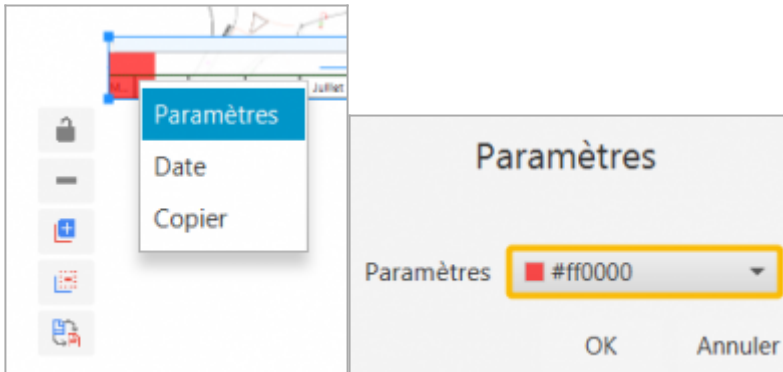 Juillet
Paramètres
Date
Copier
Paramètres
Paramètres #ff0000
OK Annuler